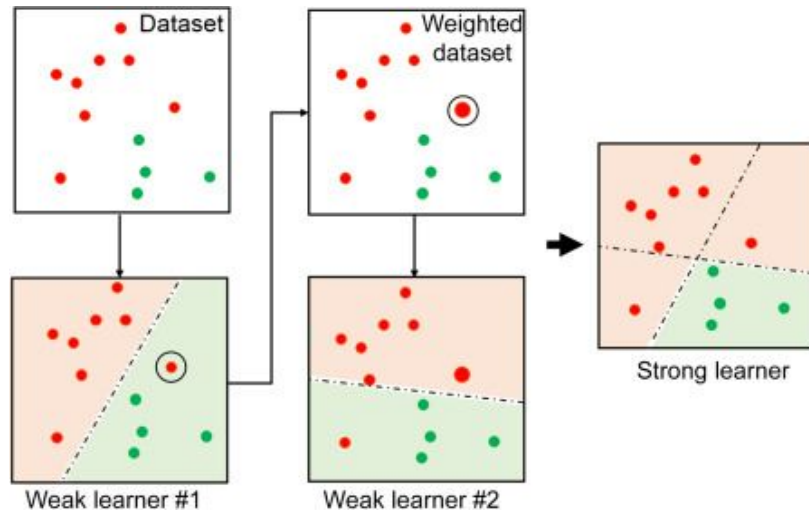 Dataset
Weighted
dataset
Weak learner #1
Weak learner #2
Strong learner